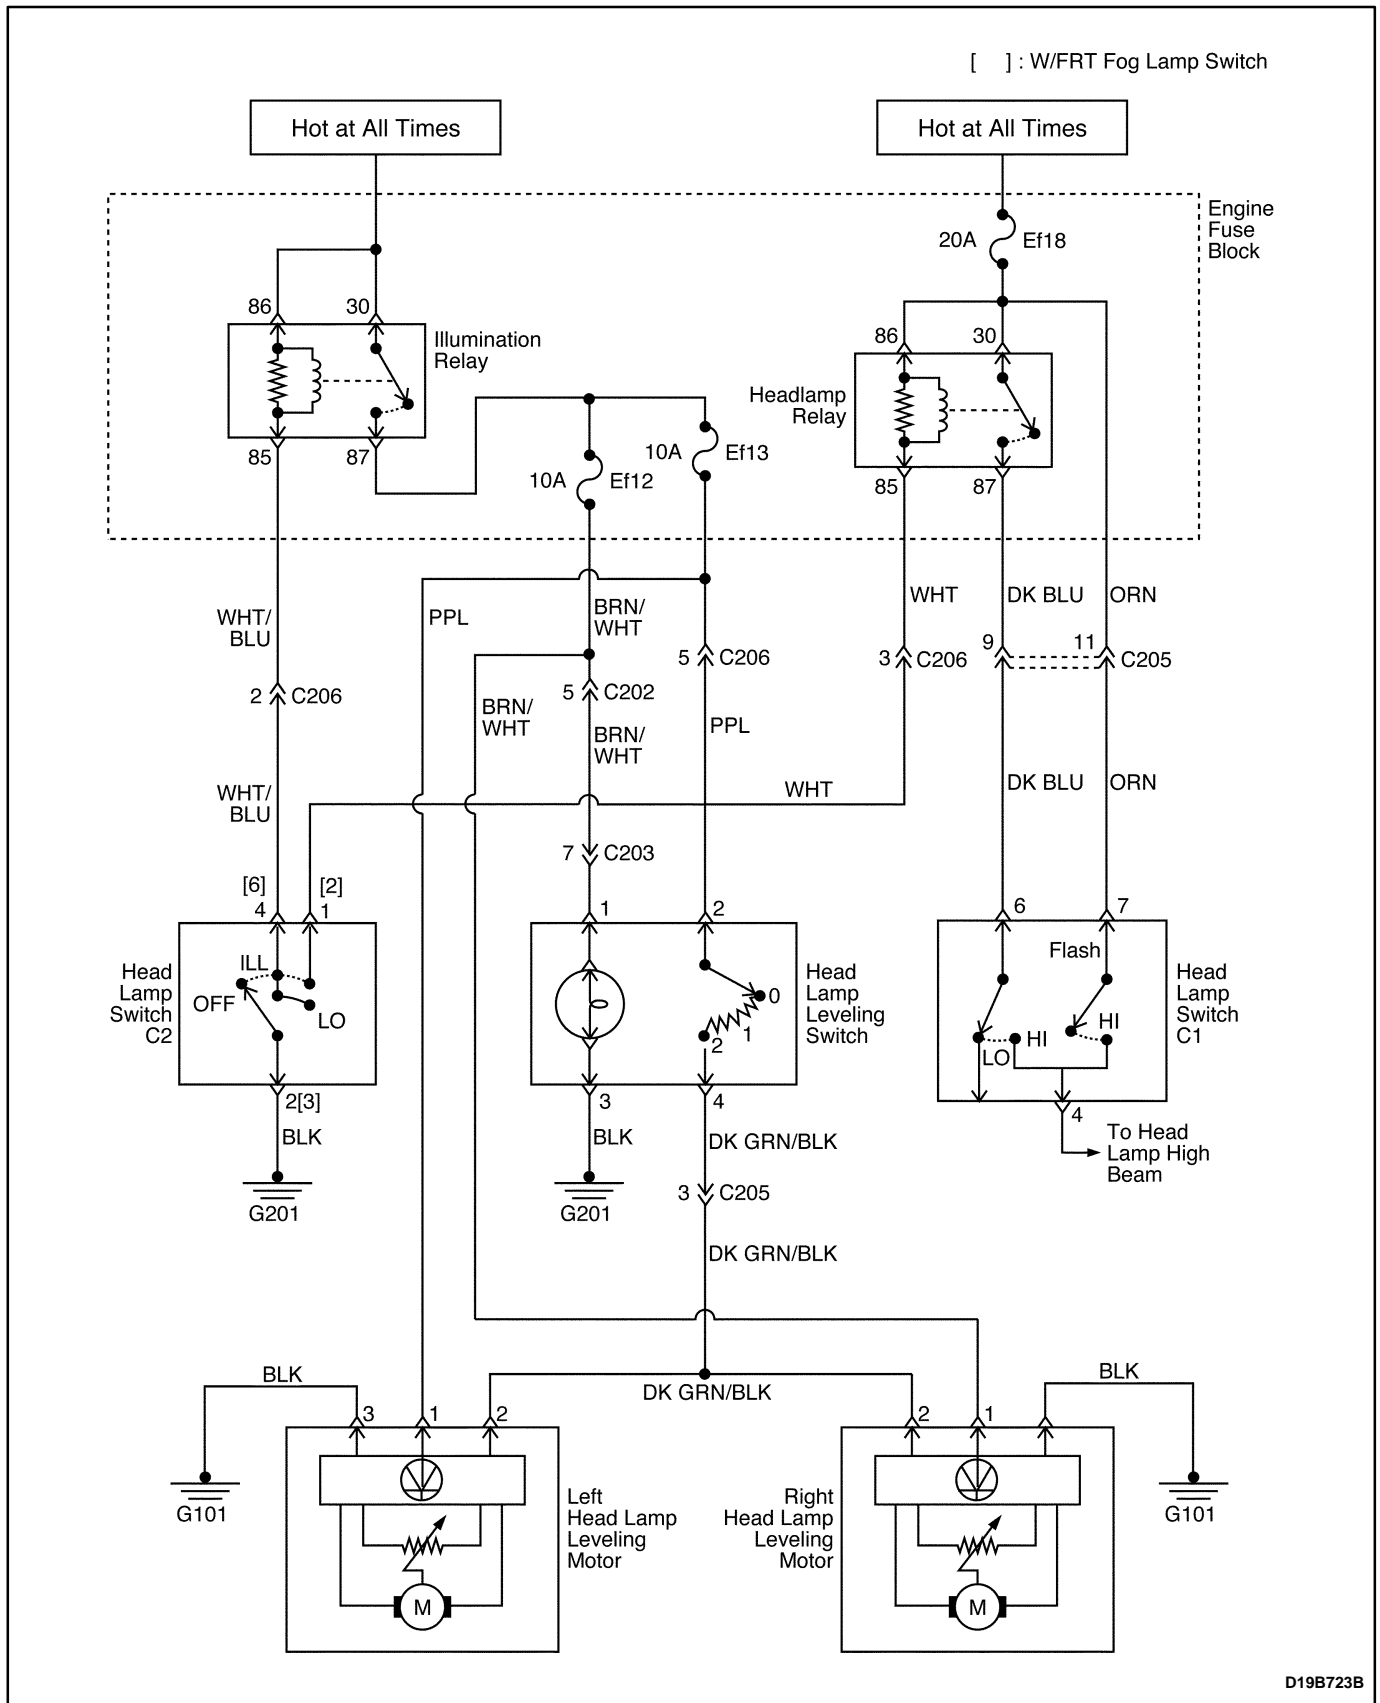 [ ] : W/FRT Fog Lamp Switch
Hot at All Times
Hot at All Times
Engine
Fuse
Block
20A
Ef18
86
30
Illumination
Relay
85
87
86
30
Headlamp
Relay
85
87
10A
Ef13
10A
Ef12
WHT/
BLU
PPL
BRN/
WHT
WHT
DK BLU
ORN
5
C206
3
C206
9
11
C205
2
C206
5
C202
BRN/
WHT
BRN/
WHT
PPL
WHT/
BLU
WHT
DK BLU
ORN
7
C203
[6]
4
[2]
1
1
2
6
7
Head
Lamp
Switch
C2
ILL
OFF
LO
0
1
2
Head
Lamp
Leveling
Switch
Flash
HI
HI
LO
Head
Lamp
Switch
C1
2[3]
BLK
G201
3
BLK
G201
4
DK GRN/BLK
4
To Head
Lamp High
Beam
3
C205
DK GRN/BLK
BLK
DK GRN/BLK
BLK
3
1
2
2
1
G101
Left
Head Lamp
Leveling
Motor
M
Right
Head Lamp
Leveling
Motor
M
G101
D19B723B